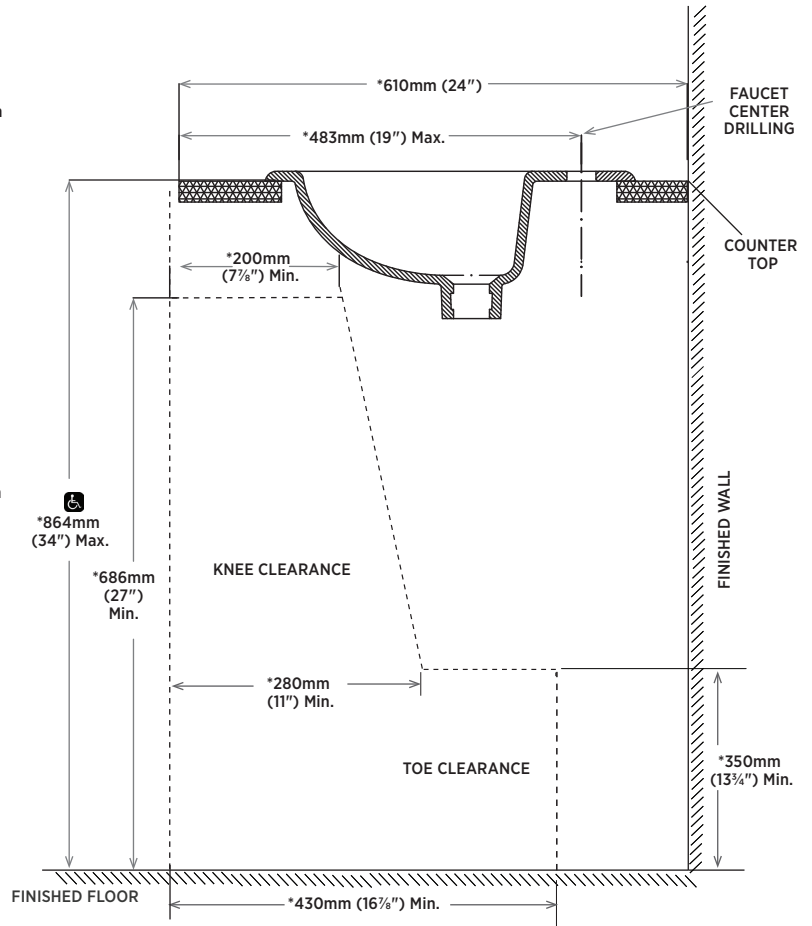 *610mm (24")
FAUCET
CENTER
DRILLING
*483mm (19") Max.
COUNTER
TOP
*200mm
(7⅞") Min.
*864mm
(34") Max.
*686mm
(27")
Min.
KNEE CLEARANCE
FINISHED WALL
*280mm
(11") Min.
TOE CLEARANCE
*350mm
(13¾") Min.
FINISHED FLOOR
*430mm (16⅞") Min.